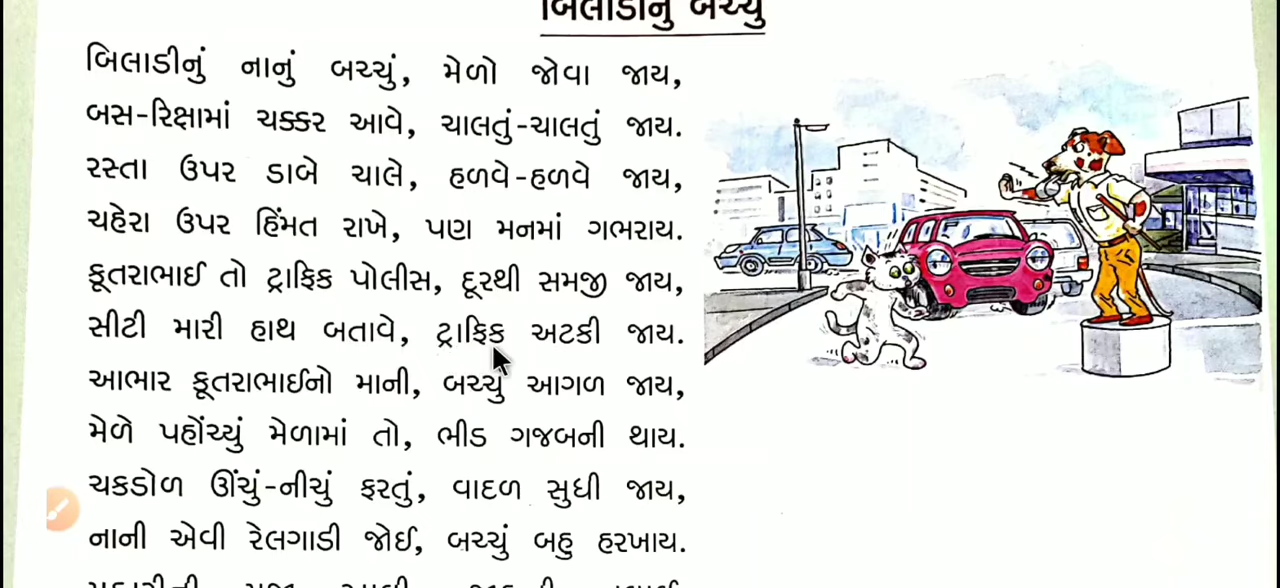 બિલાડીનું બચ્ચું
બિલાડીનું નાનું બચ્ચું, મેળો જોવા જાય,
બસ-રિક્ષામાં ચક્કર આવે, ચાલતું-ચાલતું જાય.
રસ્તા ઉપર ડાબે ચાલે, હળવે-હળવે જાય,
ચહેરા ઉપર હિંમત રાખે, પણ મનમાં ગભરાય.
કૂતરાભાઈ તો ટ્રાફિક પોલીસ, દૂરથી સમજી જાય,
સીટી મારી હાથ બતાવે, ટ્રાફિક અટકી જાય.
આભાર કૂતરાભાઈનો માની, બચ્ચું આગળ જાય,
મેળે પહોંચ્યું મેળામાં તો, ભીડ ગજબની થાય.
ચકડોળ ઊંચું-નીચું ફરતું, વાદળ સુધી જાય,
નાની એવી રેલગાડી જોઈ, બચ્ચું બહુ હરખાય.